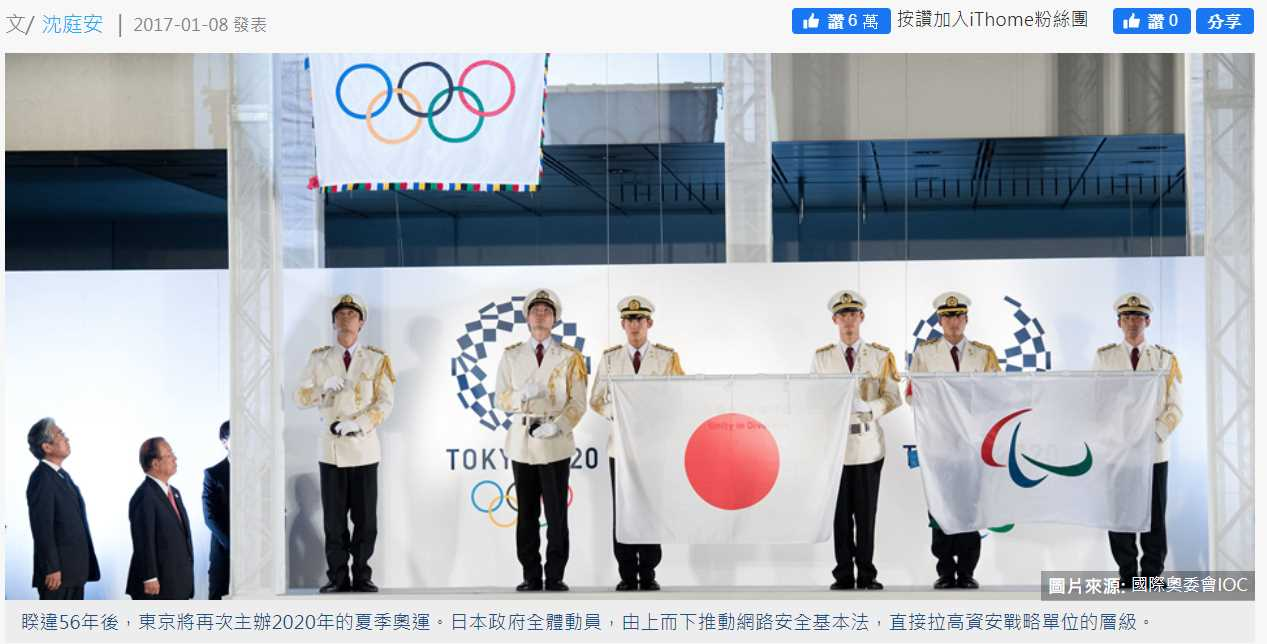 文/ 沈庭安 | 2017-01-08 發表
讚 6 萬 按讚加入iThome粉絲團 讚 0 分享
TOKY 20
Unity in Dive
圖片來源: 國際奧委會IOC
睽違56年後，東京將再次主辦2020年的夏季奧運。日本政府全體動員，由上而下推動網路安全基本法，直接拉高資安戰略單位的層級。